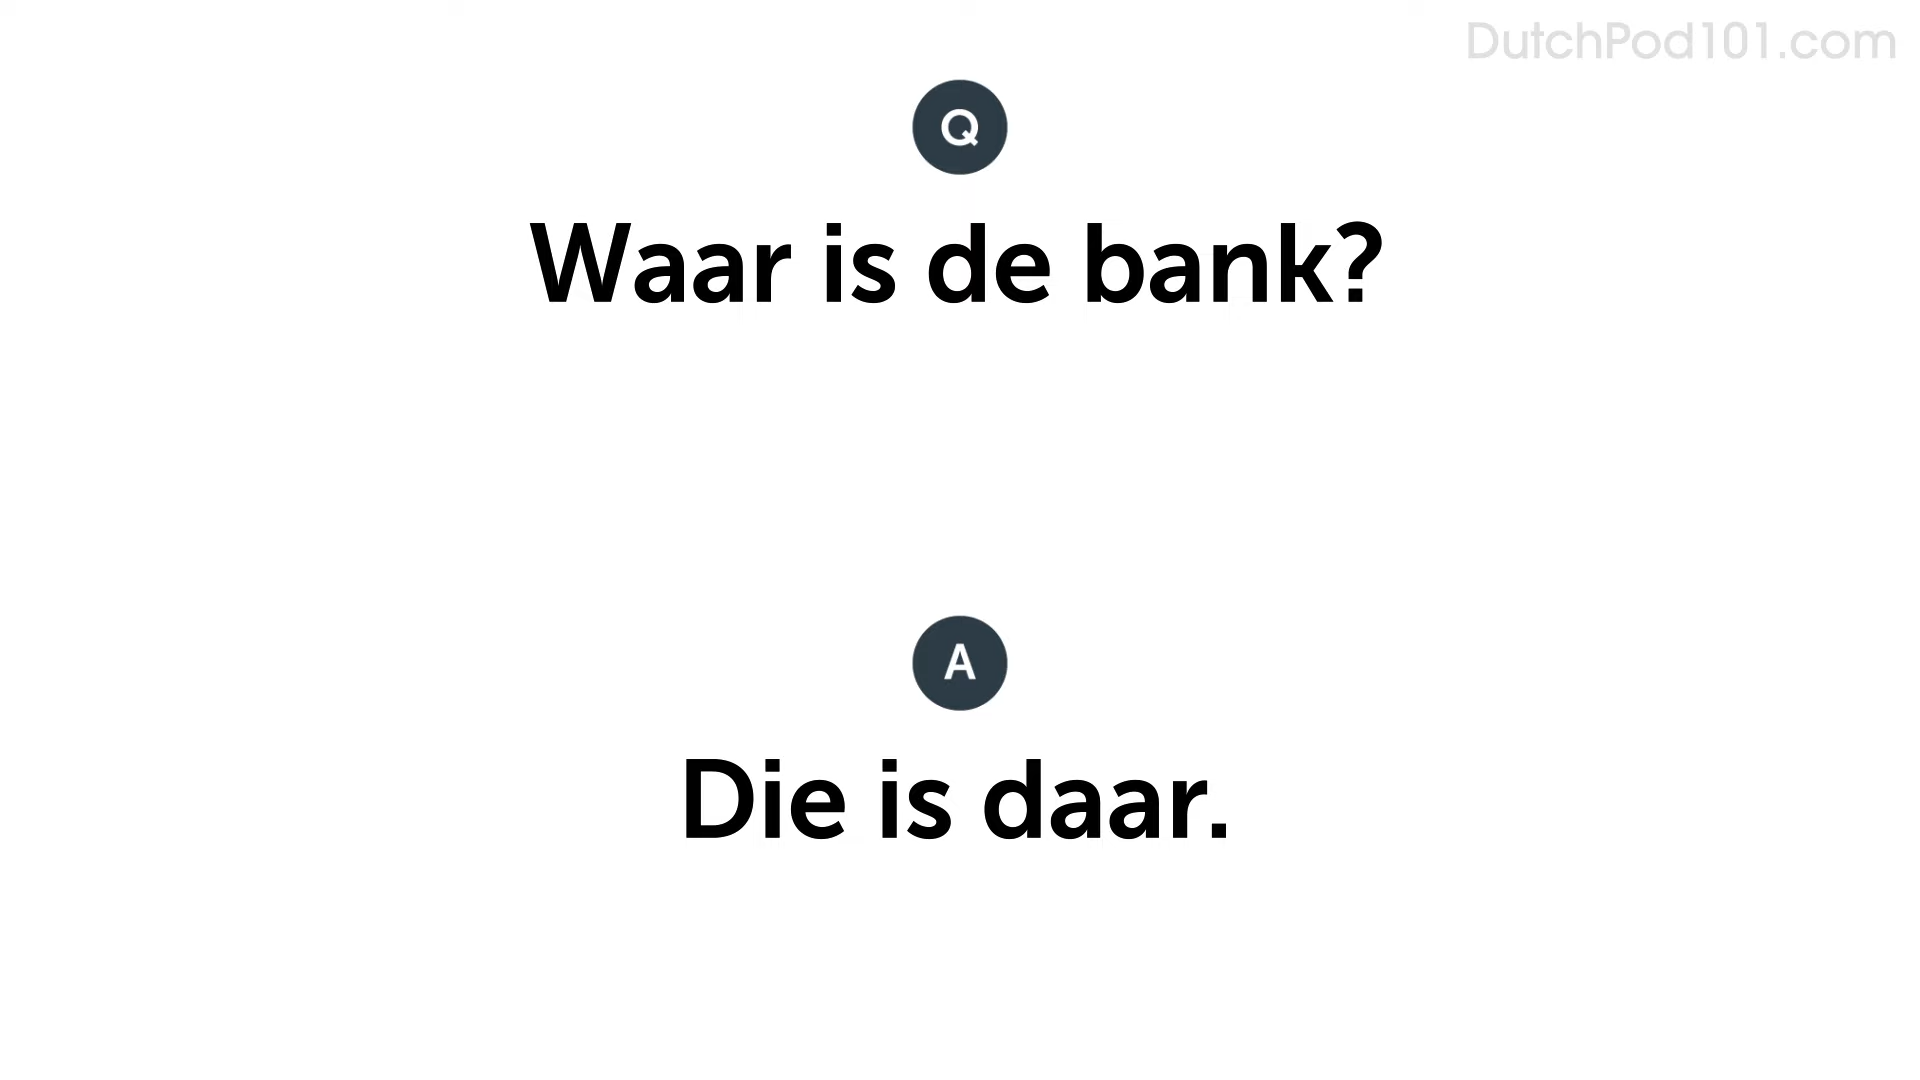 DutchPod101.com
Q
Waar is de bank?
A
Die is daar.